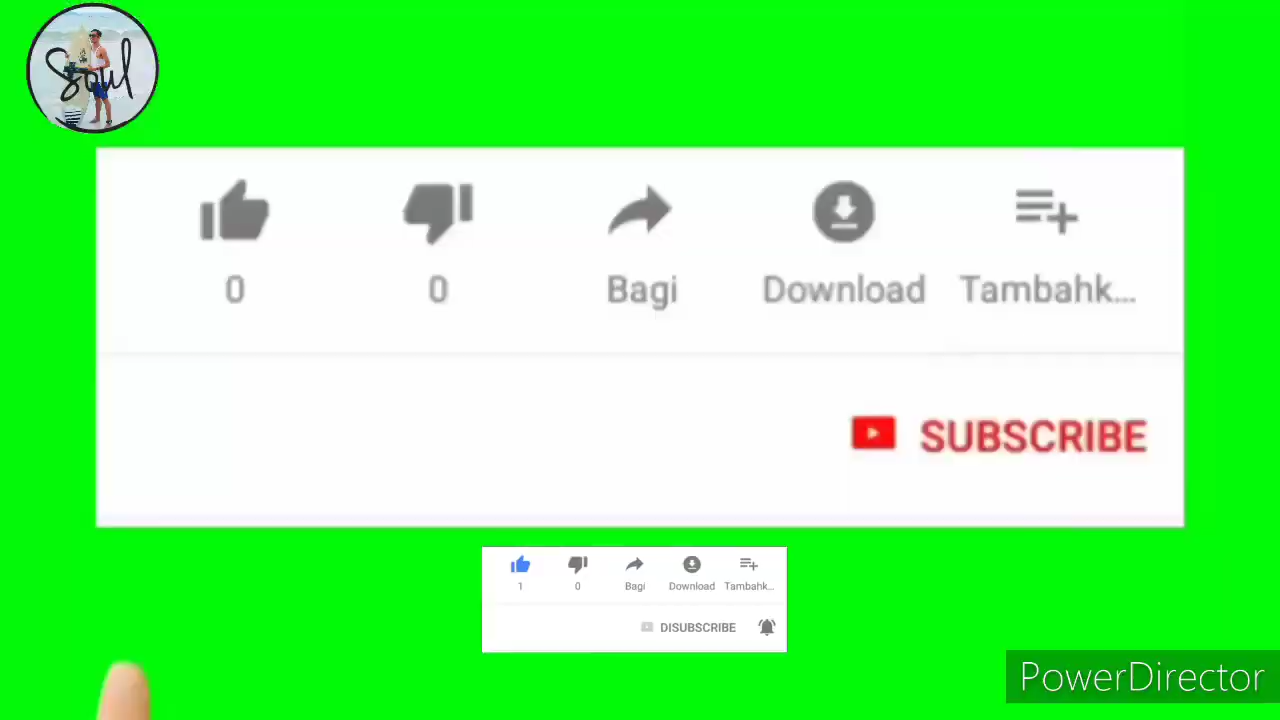 Soul
0 0 Bagi Download Tambahk...
SUBSCRIBE
1 0 Bagi Download Tambahk...
DISUBSCRIBE
PowerDirector